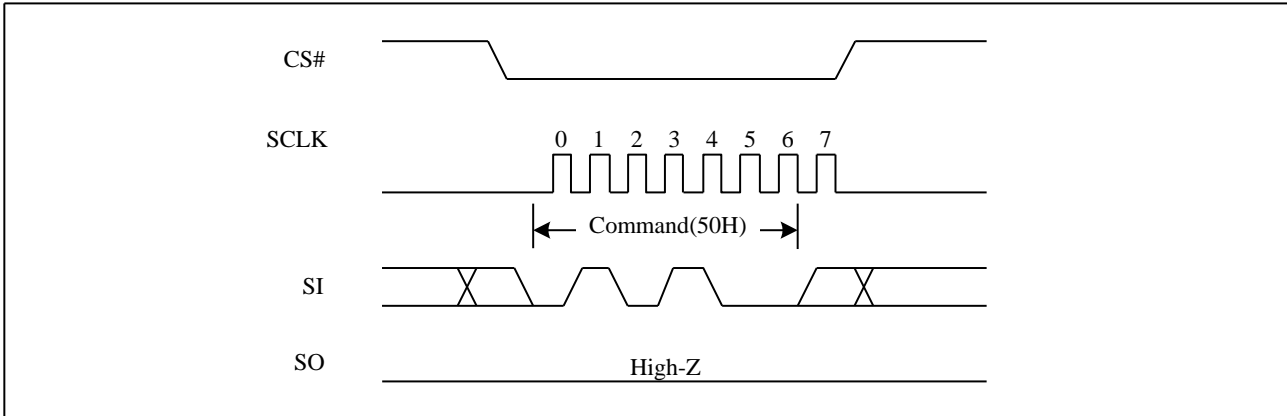 CS#
SCLK
0 1 2 3 4 5 6 7
Command(50H)
SI
SO
High-Z